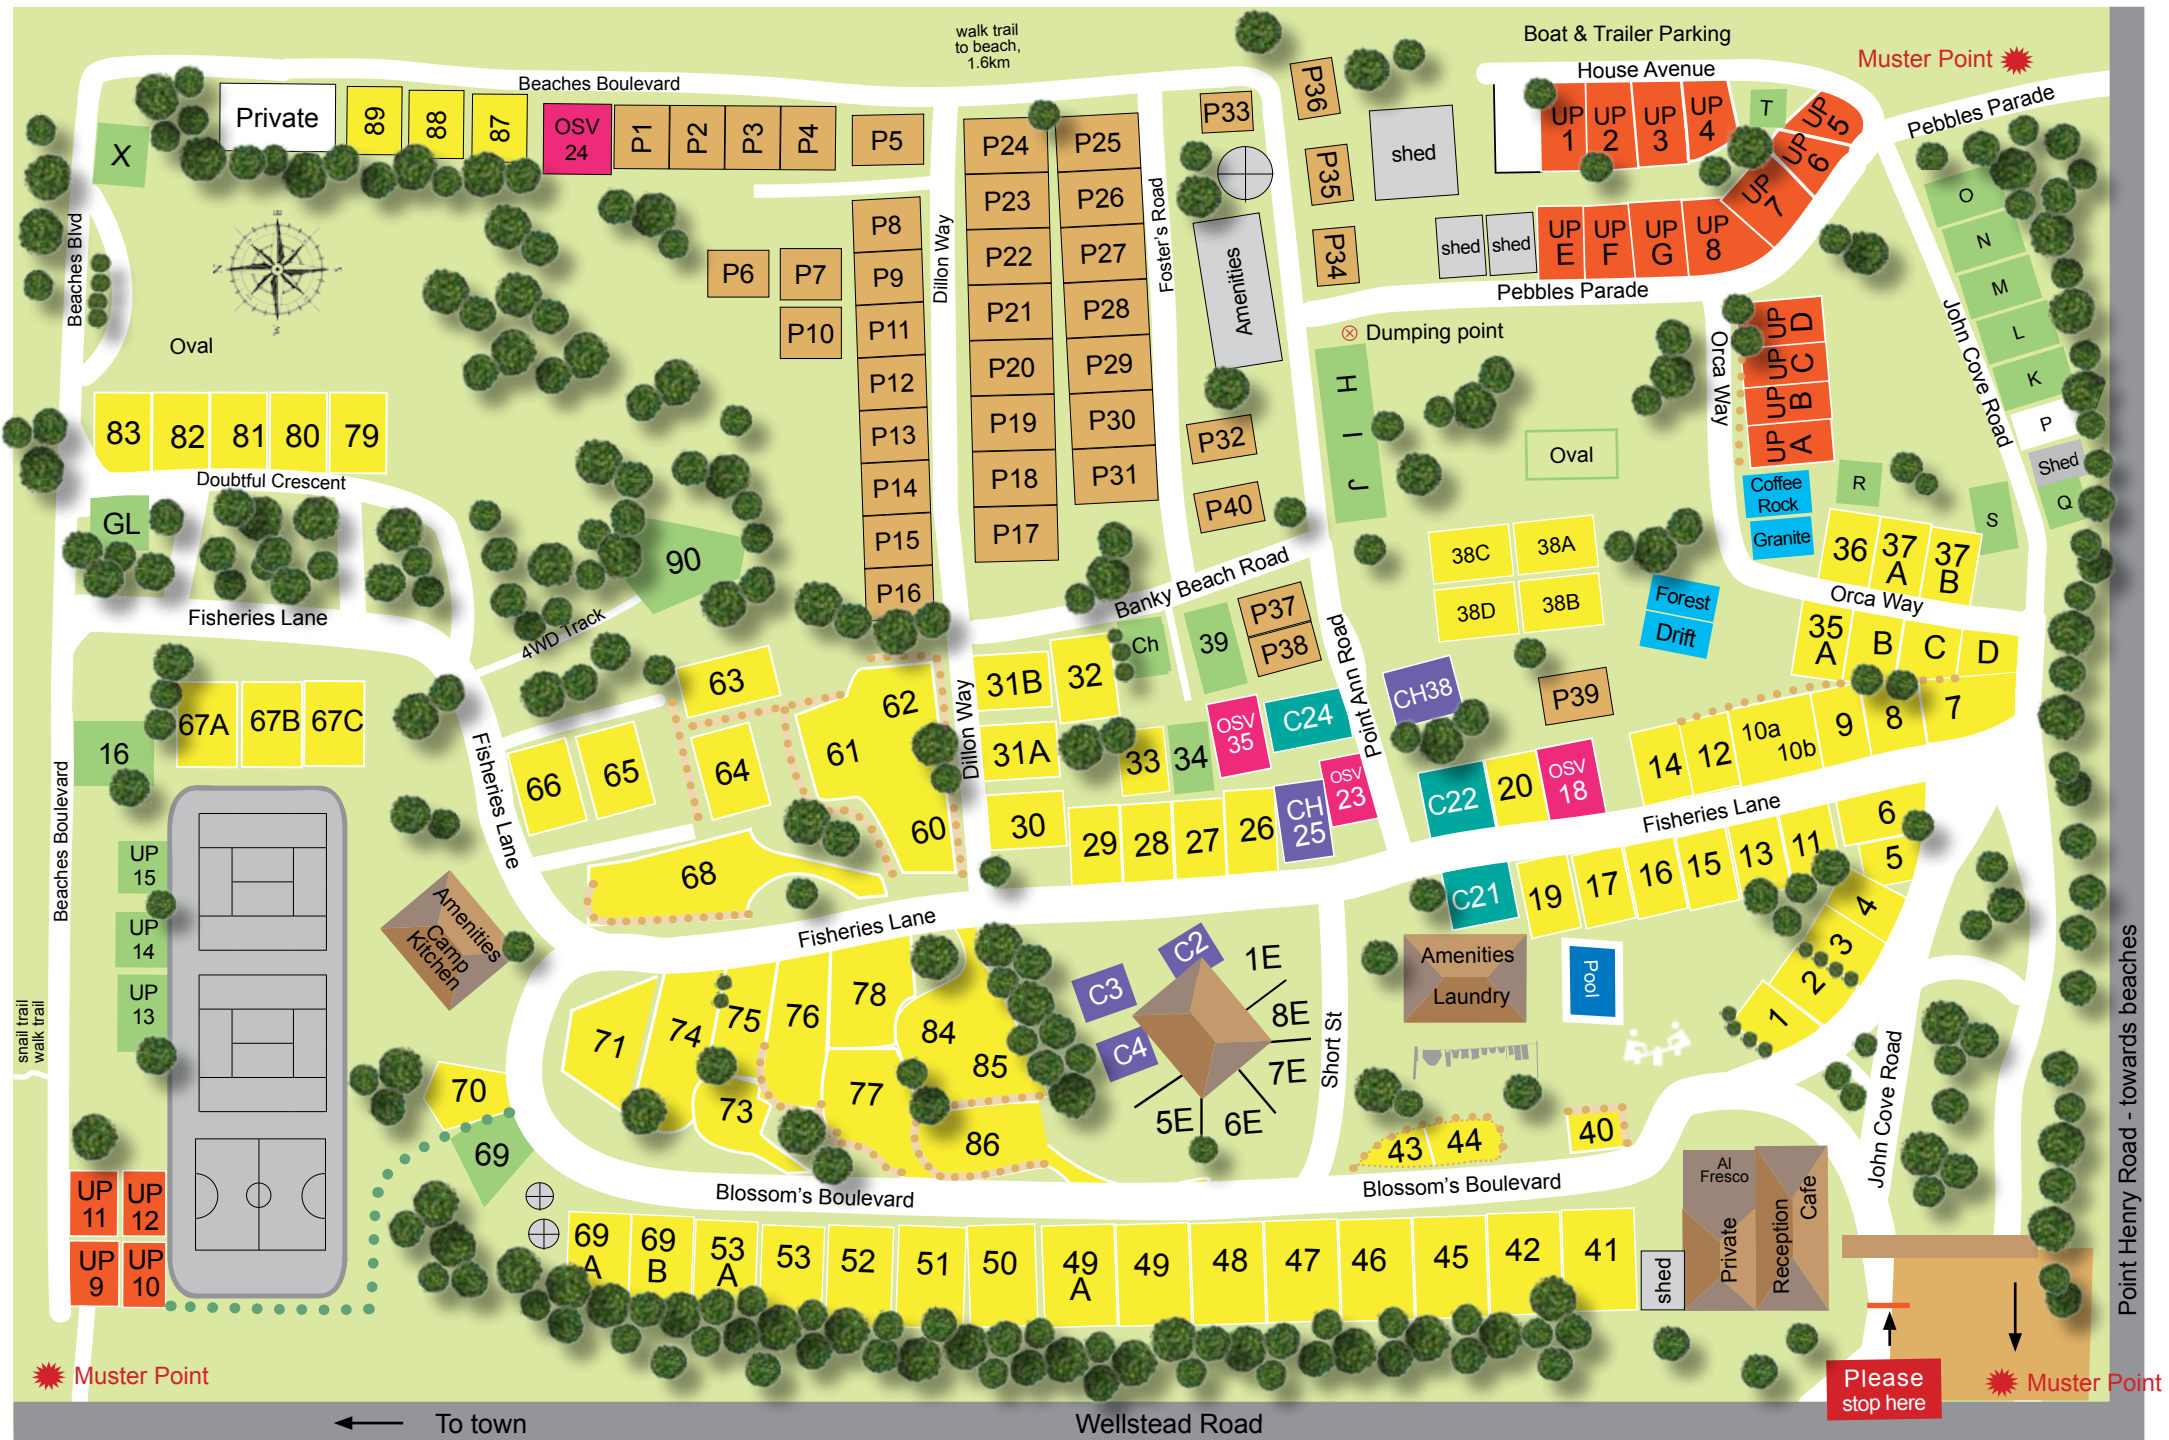 walk trail
to beach,
1.6km
Boat & Trailer Parking
Muster Point
House Avenue
Beaches Boulevard
Pebbles Parade
Private
89
88
87
OSV
24
P1
P2
P3
P4
P5
P24
P25
P33
P36
shed
UP
1
UP
2
UP
3
UP
4
T
UP
5
UP
6
UP
7
X
P23
P26
P35
O
N
M
L
K
P
Shed
Q
Beaches Blvd
P8
P22
P27
Foster's Road
Dillon Way
Amenities
P34
shed
shed
UP
E
UP
F
UP
G
UP
8
Pebbles Parade
P6
P7
P9
P10
P11
P21
P28
Dumping point
John Cove Road
Orca Way
UP
D
UP
C
UP
B
UP
A
Oval
P12
P20
P29
H
I
J
83
82
81
80
79
P13
P19
P30
P32
Oval
Doubtful Crescent
P14
P18
P31
P40
Coffee
Rock
Granite
R
S
GL
90
P15
P17
38C
38A
36
37
A
37
B
P16
Banky Beach Road
38D
38B
Forest
Drift
Orca Way
Fisheries Lane
4WD Track
Ch
39
P37
P38
Point Ann Road
35
A
B
C
D
67A
67B
67C
63
62
31B
32
CH38
P39
16
Fisheries Lane
66
65
64
61
Dillon Way
31A
33
34
OSV
35
C24
14
12
10a
10b
9
8
7
OSV
23
C22
20
OSV
18
Beaches Boulevard
60
30
29
28
27
26
CH
25
Fisheries Lane
6
5
UP
15
68
C21
19
17
16
15
13
11
UP
14
Amenities
Camp
Kitchen
Fisheries Lane
4
3
2
1
UP
13
snail trail
walk trail
71
74
75
76
78
84
85
C3
C2
C4
1E
8E
7E
6E
5E
Short St
Amenities
Laundry
Pool
70
73
77
86
43
44
40
John Cove Road
69
Blossom's Boulevard
Blossom's Boulevard
UP
11
UP
12
UP
9
UP
10
69
A
69
B
53
A
53
52
51
50
49
A
49
48
47
46
45
42
41
shed
Al
Fresco
Private
Reception
Cafe
Point Henry Road - towards beaches
Muster Point
Please
stop here
Muster Point
To town
Wellstead Road